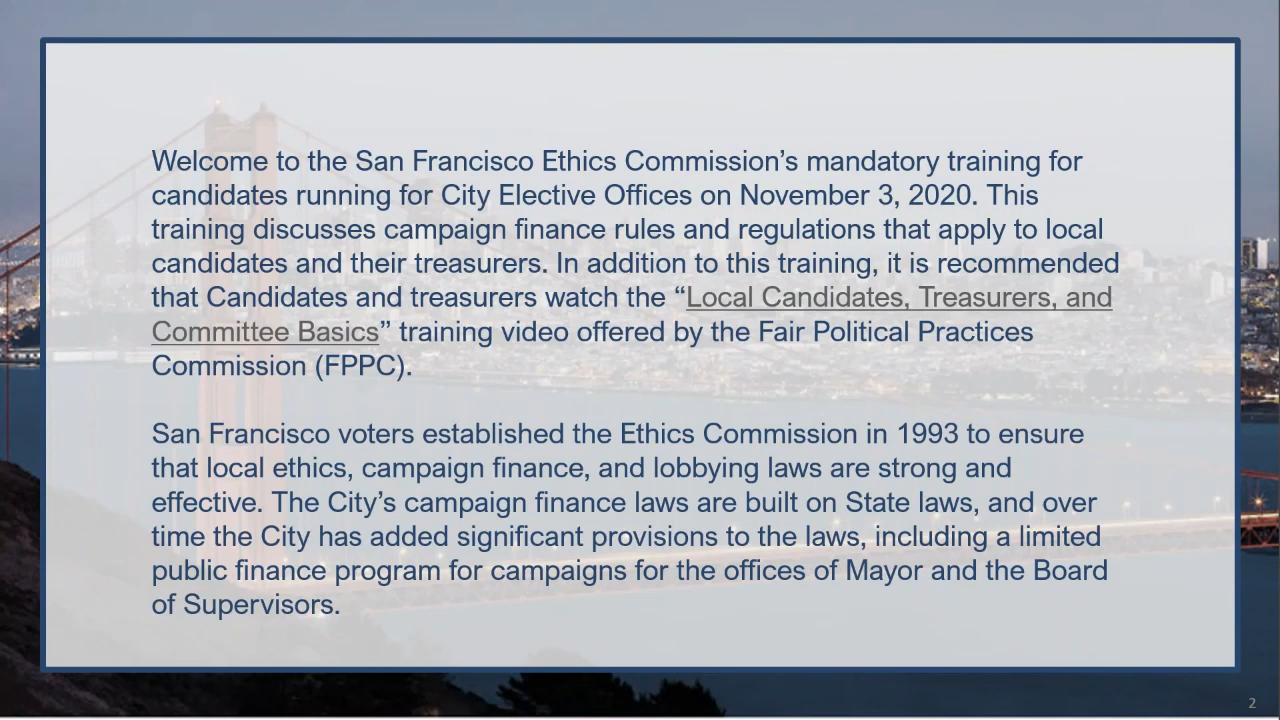 Welcome to the San Francisco Ethics Commission’s mandatory training for
candidates running for City Elective Offices on November 3, 2020. This
training discusses campaign finance rules and regulations that apply to local
candidates and their treasurers. In addition to this training, it is recommended
that Candidates and treasurers watch the “Local Candidates, Treasurers, and
Committee Basics” training video offered by the Fair Political Practices
Commission (FPPC).
San Francisco voters established the Ethics Commission in 1993 to ensure
that local ethics, campaign finance, and lobbying laws are strong and
effective. The City’s campaign finance laws are built on State laws, and over
time the City has added significant provisions to the laws, including a limited
public finance program for campaigns for the offices of Mayor and the Board
of Supervisors.
2